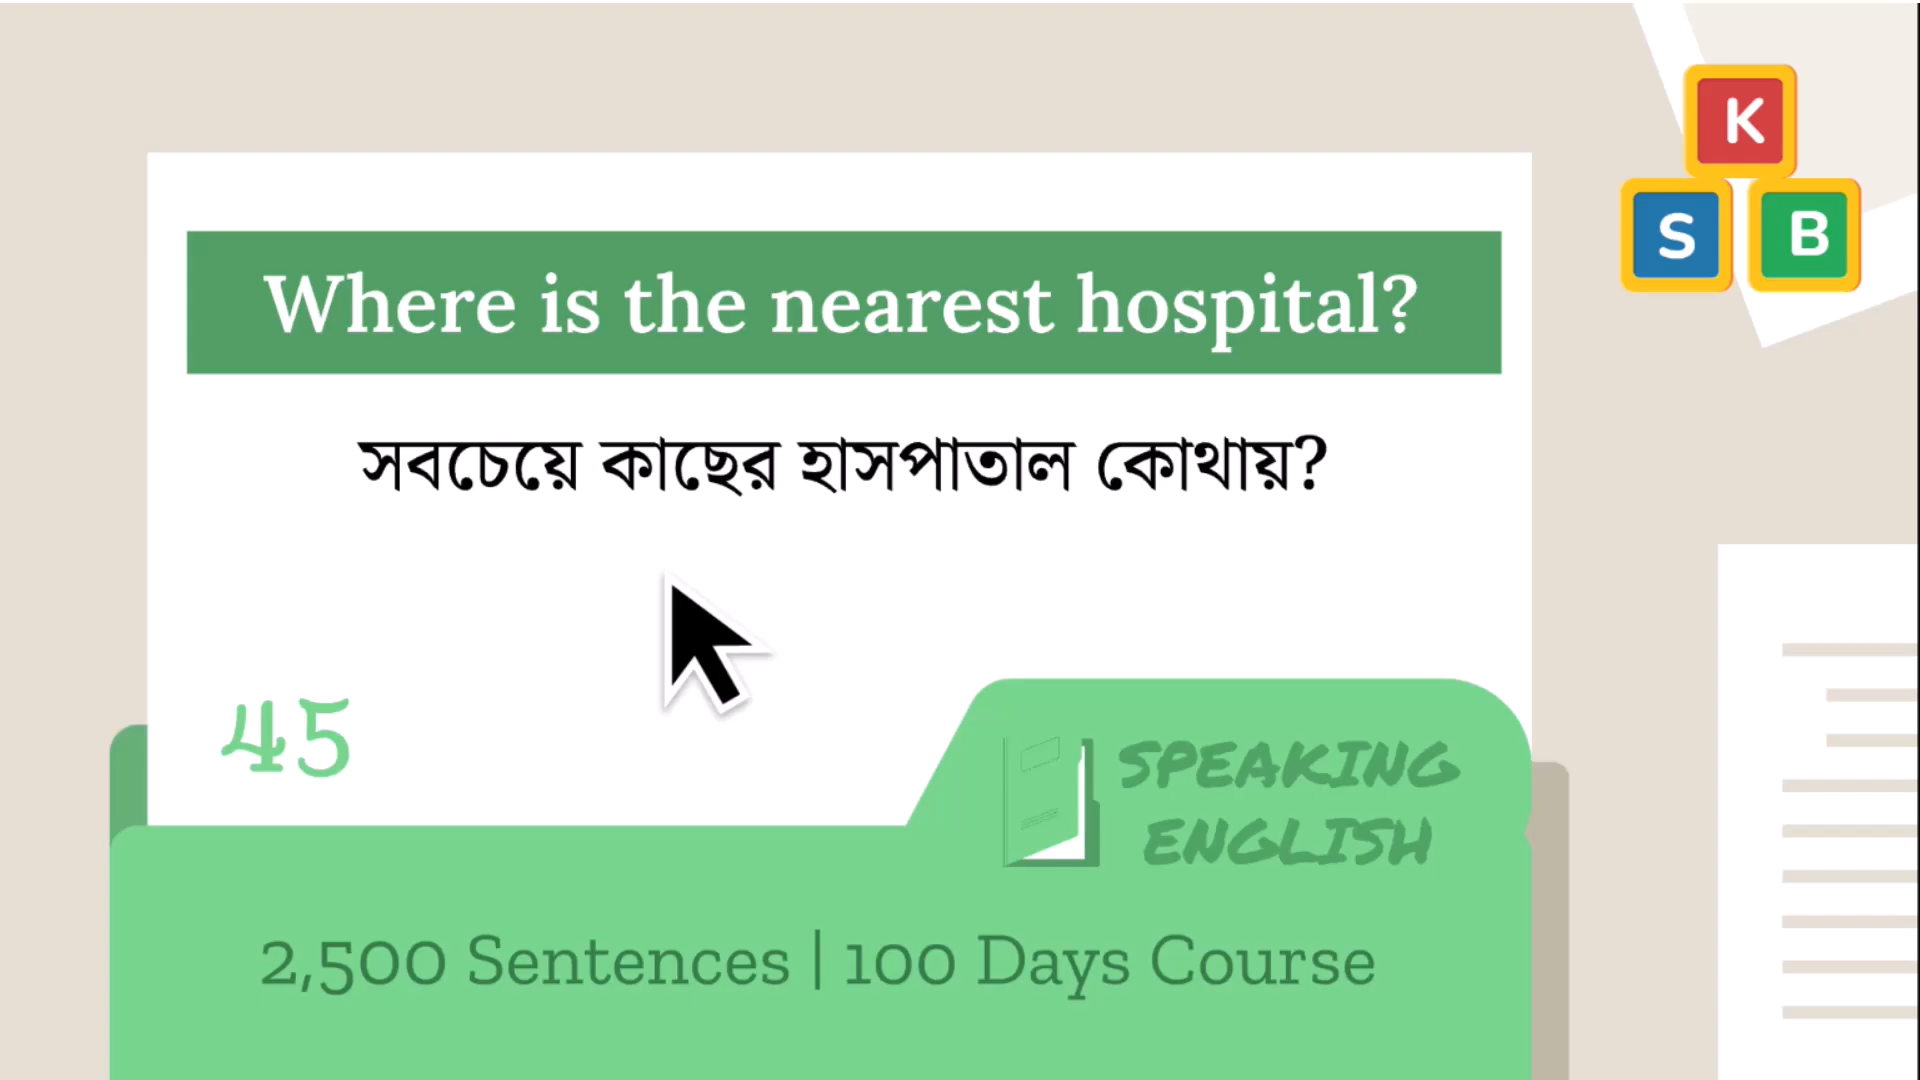 K
S B
Where is the nearest hospital?
সবচেয়ে কাছের হাসপাতাল কোথায়?
45
SPEAKING
ENGLISH
2,500 Sentences | 100 Days Course